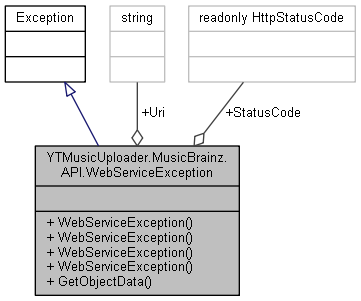 Exception
string
readonly HttpStatusCode
+Uri
+StatusCode
YTMusicUploader.MusicBrainz.
API.WebServiceException
+ WebServiceException()
+ WebServiceException()
+ WebServiceException()
+ WebServiceException()
+ GetObjectData()